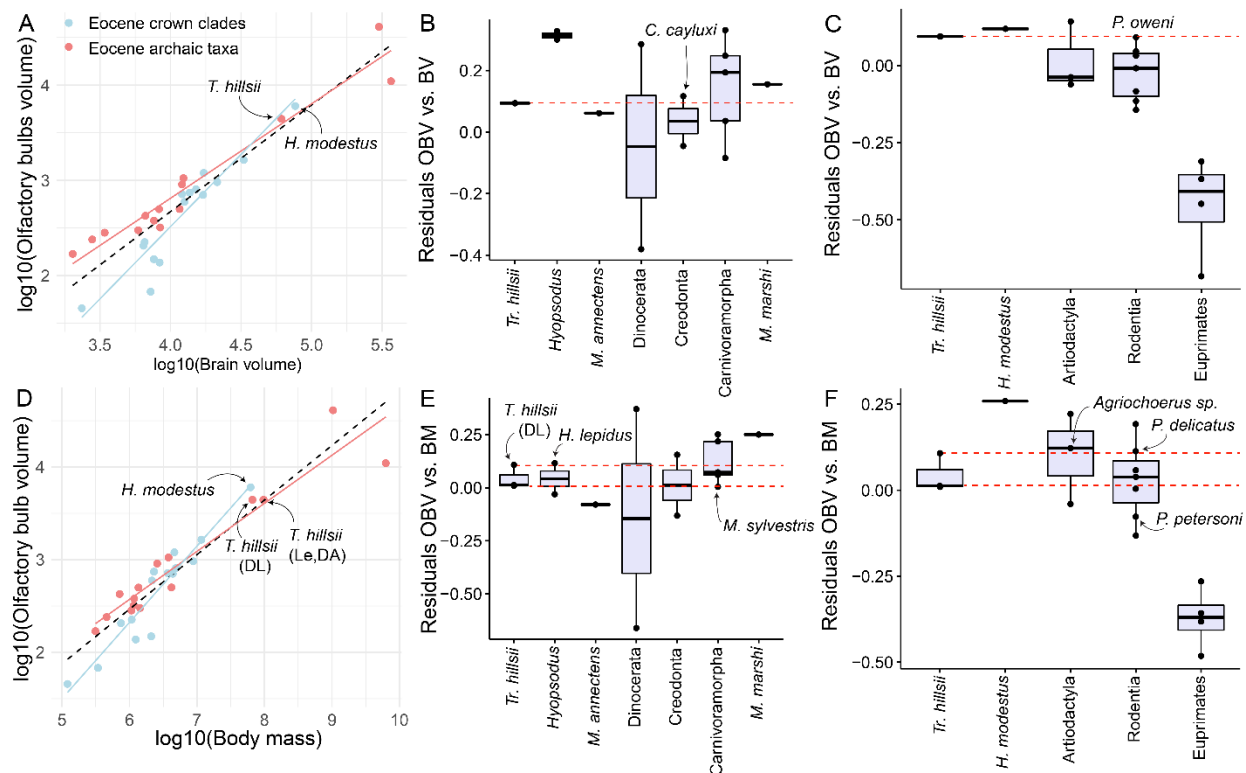 A
Eocene crown clades
Eocene archaic taxa
log10(Olfactory bulbs volume)
4
3
2
T. hillsii
H. modestus
3.5
4.0
4.5
5.0
5.5
log10(Brain volume)
B
Residuals OBV vs. BV
0.2
0.0
−0.2
−0.4
C. cayluxi
Tr. hillsii
Hyopsodus
M. annectens
Dinocerata
Creodonta
Carnivoramorpha
M. marshi
C
Residuals OBV vs. BV
0.00
−0.25
−0.50
P. oweni
Tr. hillsii
H. modestus
Artiodactyla
Rodentia
Euprimates
D
log10(Olfactory bulb volume)
4
3
2
H. modestus
T. hillsii
(DL)
T. hillsii
(Le,DA)
5
6
7
8
9
10
log10(Body mass)
E
Residuals OBV vs. BM
0.25
0.00
−0.25
−0.50
T. hillsii
(DL)
H. lepidus
M. sylvestris
Tr. hillsii
Hyopsodus
M. annectens
Dinocerata
Creodonta
Carnivoramorpha
M. marshi
F
Residuals OBV vs. BM
0.25
0.00
−0.25
−0.50
Agriochoerus sp.
P. delicatus
P. petersoni
Tr. hillsii
H. modestus
Artiodactyla
Rodentia
Euprimates